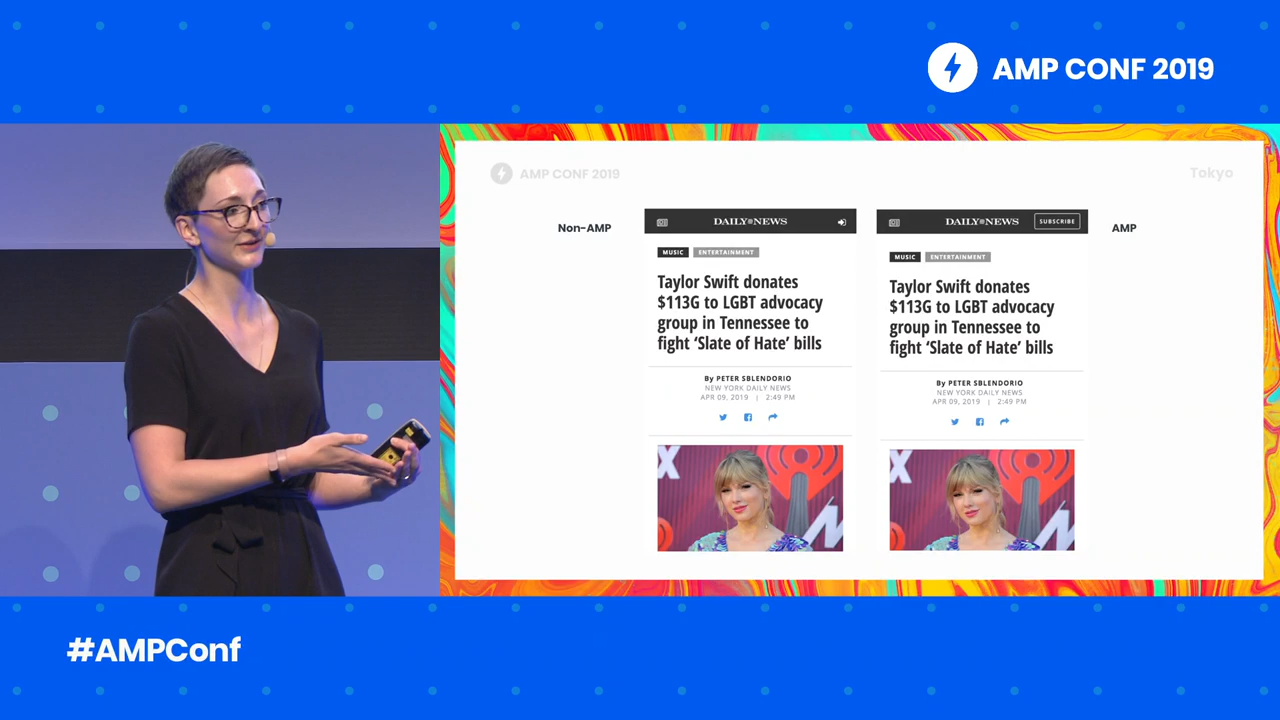 AMP CONF 2019
AMP CONF 2019
Tokyo
Non-AMP
DAILY NEWS
MUSIC ENTERTAINMENT
Taylor Swift donates
$113G to LGBT advocacy
group in Tennessee to
fight ‘Slate of Hate’ bills
By PETER SBLENDORIO
NEW YORK DAILY NEWS
APR 09, 2019 | 2:49 PM
X
DAILY NEWS
SUBSCRIBE
AMP
MUSIC ENTERTAINMENT
Taylor Swift donates
$113G to LGBT advocacy
group in Tennessee to
fight ‘Slate of Hate’ bills
By PETER SBLENDORIO
NEW YORK DAILY NEWS
APR 09, 2019 | 2:49 PM
X
#AMPConf